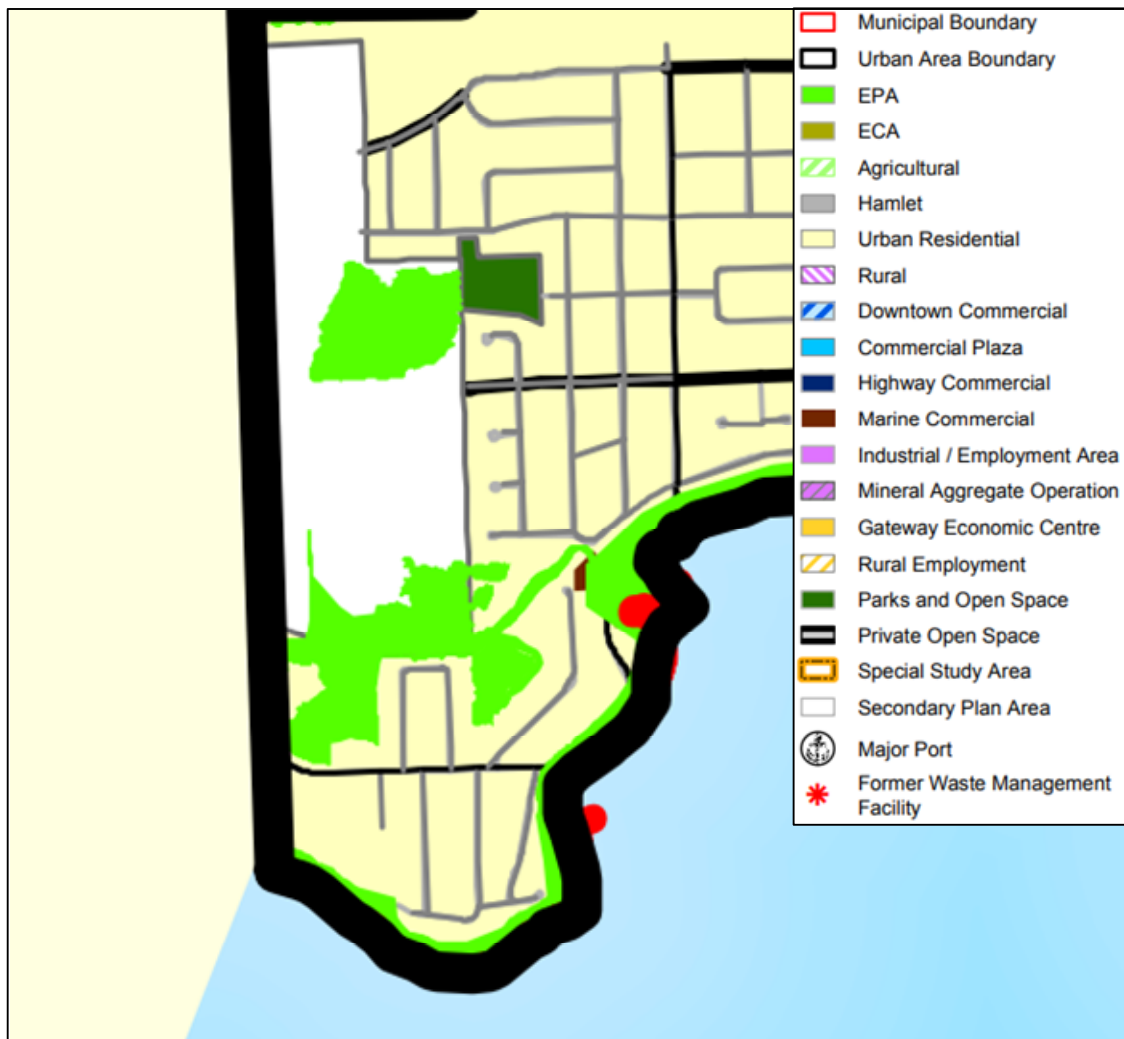 Municipal Boundary
Urban Area Boundary
EPA
ECA
Agricultural
Hamlet
Urban Residential
Rural
Downtown Commercial
Commercial Plaza
Highway Commercial
Marine Commercial
Industrial / Employment Area
Mineral Aggregate Operation
Gateway Economic Centre
Rural Employment
Parks and Open Space
Private Open Space
Special Study Area
Secondary Plan Area
Major Port
Former Waste Management
Facility